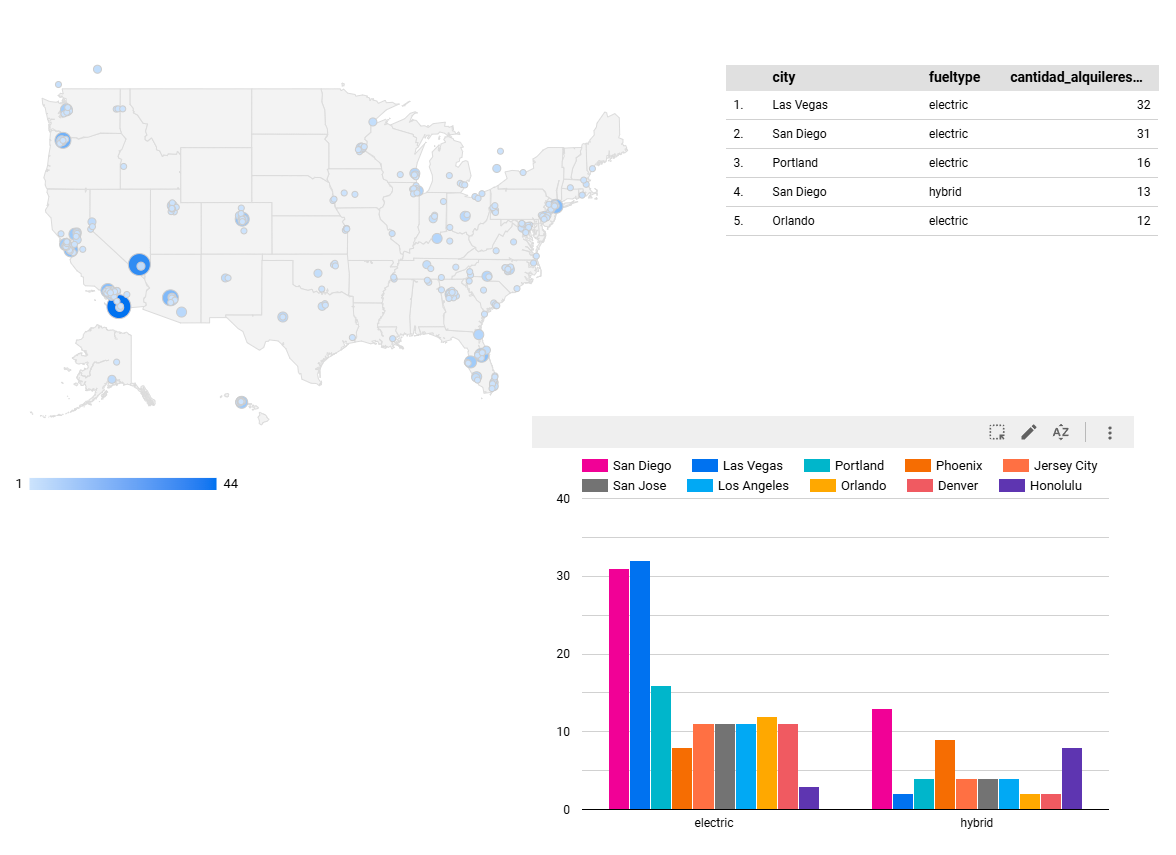 city fueltype cantidad_alquileres...
1. Las Vegas electric 32
2. San Diego electric 31
3. Portland electric 16
4. San Diego hybrid 13
5. Orlando electric 12
1 44
San Diego Las Vegas Portland Phoenix Jersey City
San Jose Los Angeles Orlando Denver Honolulu
40
30
20
10
0
electric hybrid